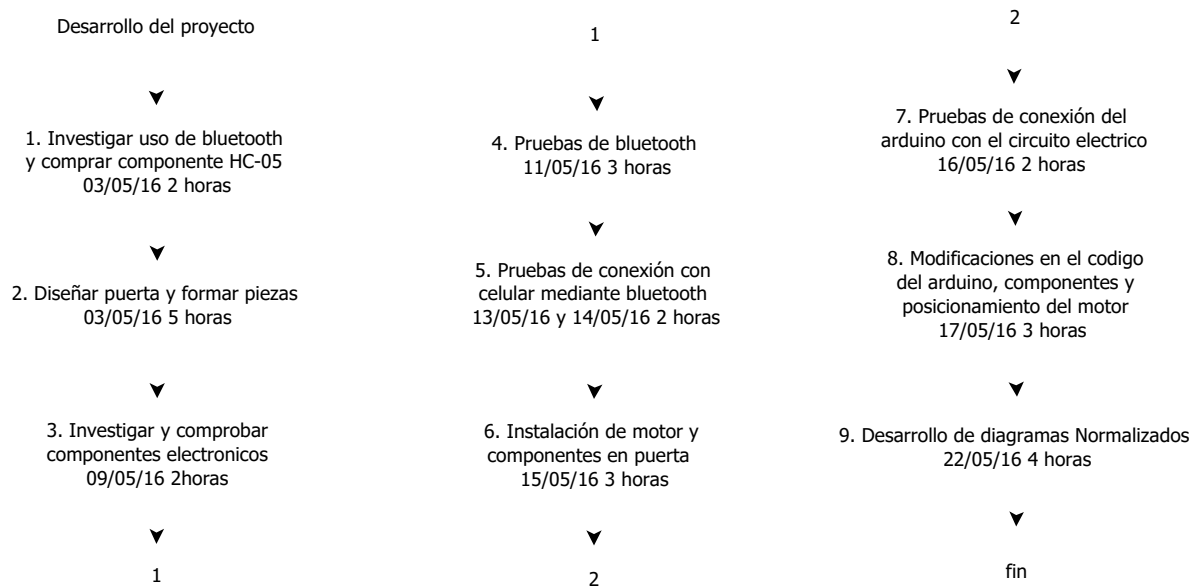 Desarrollo del proyecto
1. Investigar uso de bluetooth
y comprar componente HC-05
03/05/16 2 horas
2. Diseñar puerta y formar piezas
03/05/16 5 horas
3. Investigar y comprobar
componentes electronicos
09/05/16 2horas
1
1
4. Pruebas de bluetooth
11/05/16 3 horas
5. Pruebas de conexión con
celular mediante bluetooth
13/05/16 y 14/05/16 2 horas
6. Instalación de motor y
componentes en puerta
15/05/16 3 horas
2
2
7. Pruebas de conexión del
arduino con el circuito electrico
16/05/16 2 horas
8. Modificaciones en el codigo
del arduino, componentes y
posicionamiento del motor
17/05/16 3 horas
9. Desarrollo de diagramas Normalizados
22/05/16 4 horas
fin